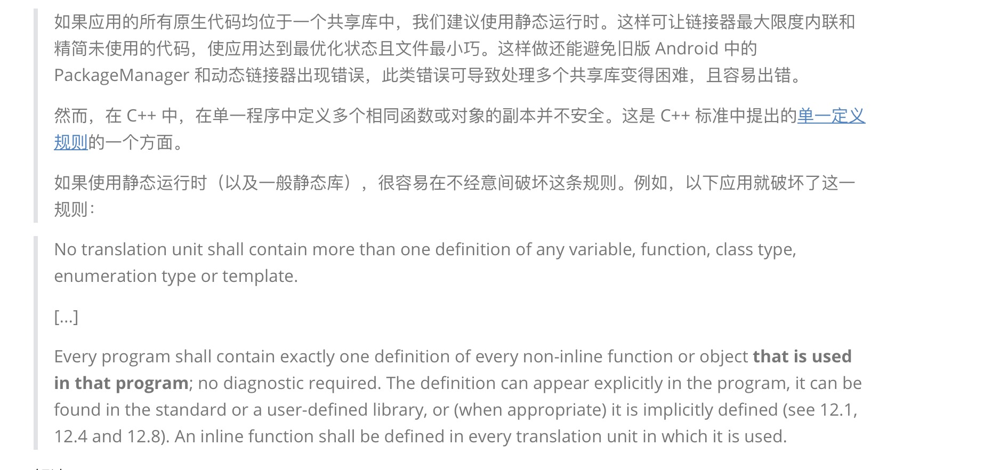 如果应用的所有原生代码均位于一个共享库中，我们建议使用静态运行时。这样可让链接器最大限度内联和
精简未使用的代码，使应用达到最优化状态且文件最小巧。这样做还能避免旧版 Android 中的
PackageManager 和动态链接器出现错误，此类错误可导致处理多个共享库变得困难，且容易出错。
然而，在 C++ 中，在单一程序中定义多个相同函数或对象的副本并不安全。这是 C++ 标准中提出的单一定义
规则的一个方面。
如果使用静态运行时（以及一般静态库），很容易在不经意间破坏这条规则。例如，以下应用就破坏了这一
规则：
No translation unit shall contain more than one definition of any variable, function, class type,
enumeration type or template.
[...]
Every program shall contain exactly one definition of every non-inline function or object that is used
in that program; no diagnostic required. The definition can appear explicitly in the program, it can be
found in the standard or a user-defined library, or (when appropriate) it is implicitly defined (see 12.1,
12.4 and 12.8). An inline function shall be defined in every translation unit in which it is used.